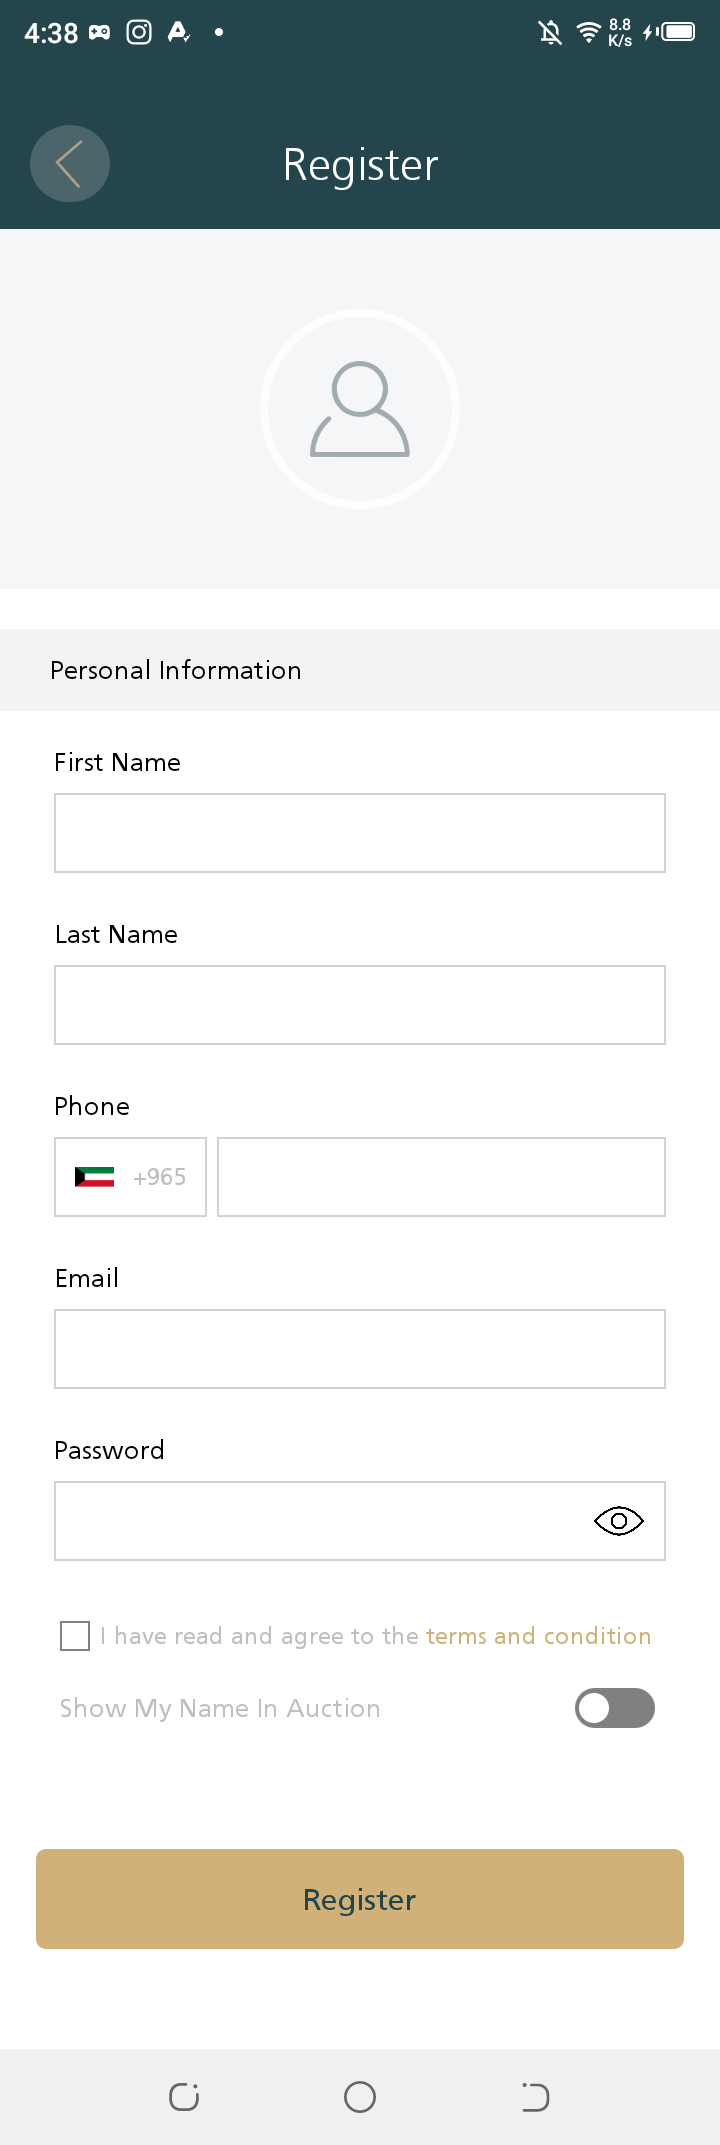 4:38
8.8
K/s
Register
Personal Information
First Name
Last Name
Phone
+965
Email
Password
I have read and agree to the terms and condition
Show My Name In Auction
Register